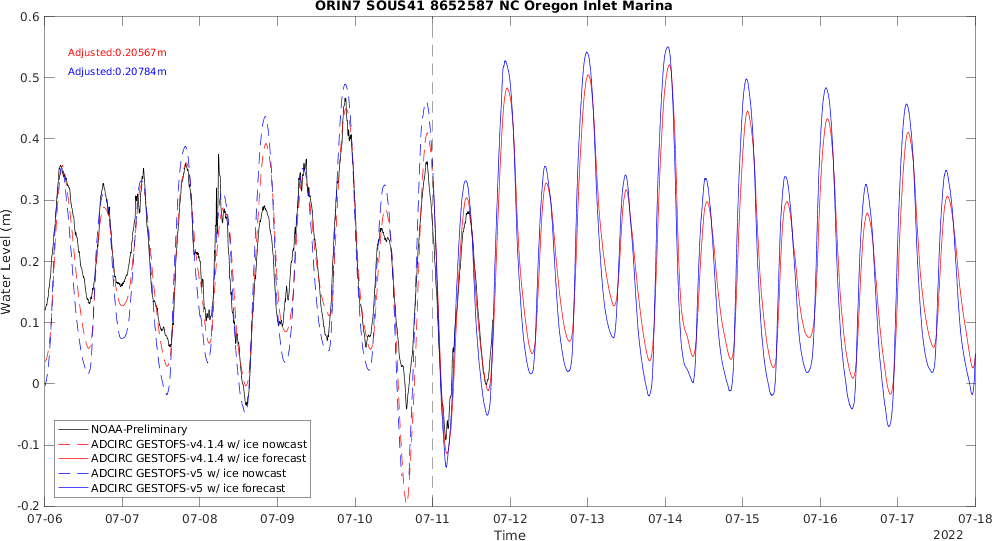 ORIN7 SOUS41 8652587 NC Oregon Inlet Marina
0.6
0.5
0.4
0.3
0.2
0.1
0
-0.1
-0.2
Water Level (m)
Adjusted:0.20567m
Adjusted:0.20784m
NOAA-Preliminary
ADCIRC GESTOFS-v4.1.4 w/ ice nowcast
ADCIRC GESTOFS-v4.1.4 w/ ice forecast
ADCIRC GESTOFS-v5 w/ ice nowcast
ADCIRC GESTOFS-v5 w/ ice forecast
07-06 07-07 07-08 07-09 07-10 07-11 07-12 07-13 07-14 07-15 07-16 07-17 07-18
Time
2022